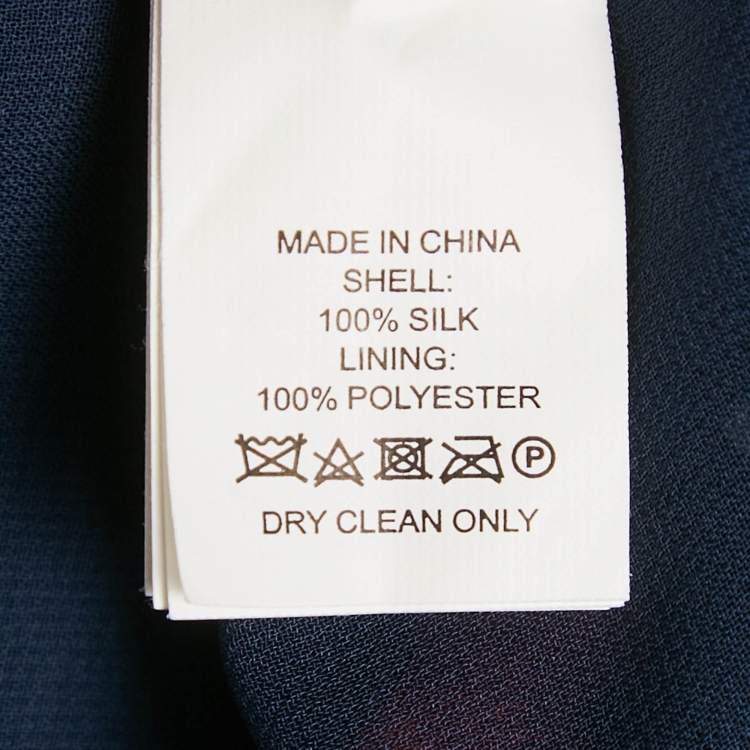 MADE IN CHINA
SHELL:
100% SILK
LINING:
100% POLYESTER
P
DRY CLEAN ONLY